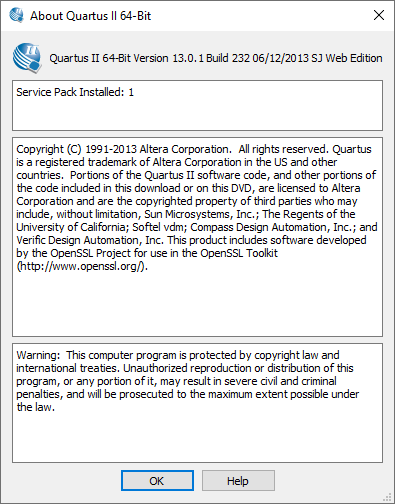 About Quartus II 64-Bit
Quartus II 64-Bit Version 13.0.1 Build 232 06/12/2013 SJ Web Edition
Service Pack Installed: 1
Copyright (C) 1991-2013 Altera Corporation.  All rights reserved. Quartus
is a registered trademark of Altera Corporation in the US and other
countries.  Portions of the Quartus II software code, and other portions of
the code included in this download or on this DVD, are licensed to Altera
Corporation and are the copyrighted property of third parties who may
include, without limitation, Sun Microsystems, Inc.; The Regents of the
University of California; Softel vdm; Compass Design Automation, Inc.; and
Verific Design Automation, Inc. This product includes software developed
by the OpenSSL Project for use in the OpenSSL Toolkit
(http://www.openssl.org/).
Warning:  This computer program is protected by copyright law and
international treaties. Unauthorized reproduction or distribution of this
program, or any portion of it, may result in severe civil and criminal
penalties, and will be prosecuted to the maximum extent possible under
the law.
OK
Help